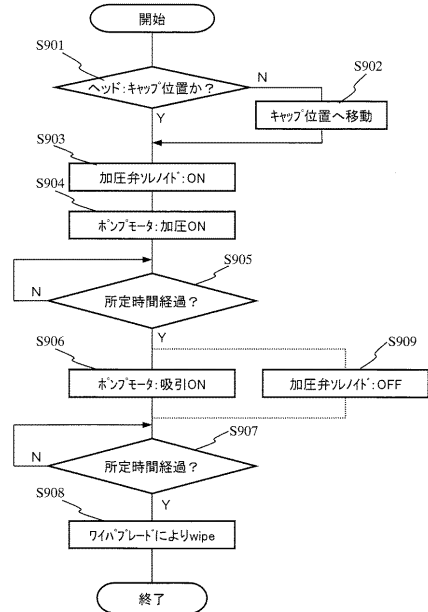 開始
S901
ヘッド:キャップ位置か?
N
S902
キャップ位置へ移動
Y
S903
加圧弁ソレノイド:ON
S904
ポンプモータ:加圧ON
S905
N
所定時間経過?
Y
S906
S909
ポンプモータ:吸引ON
加圧弁ソレノイド:OFF
S907
N
所定時間経過?
Y
S908
ワイパブレードによりwipe
終了